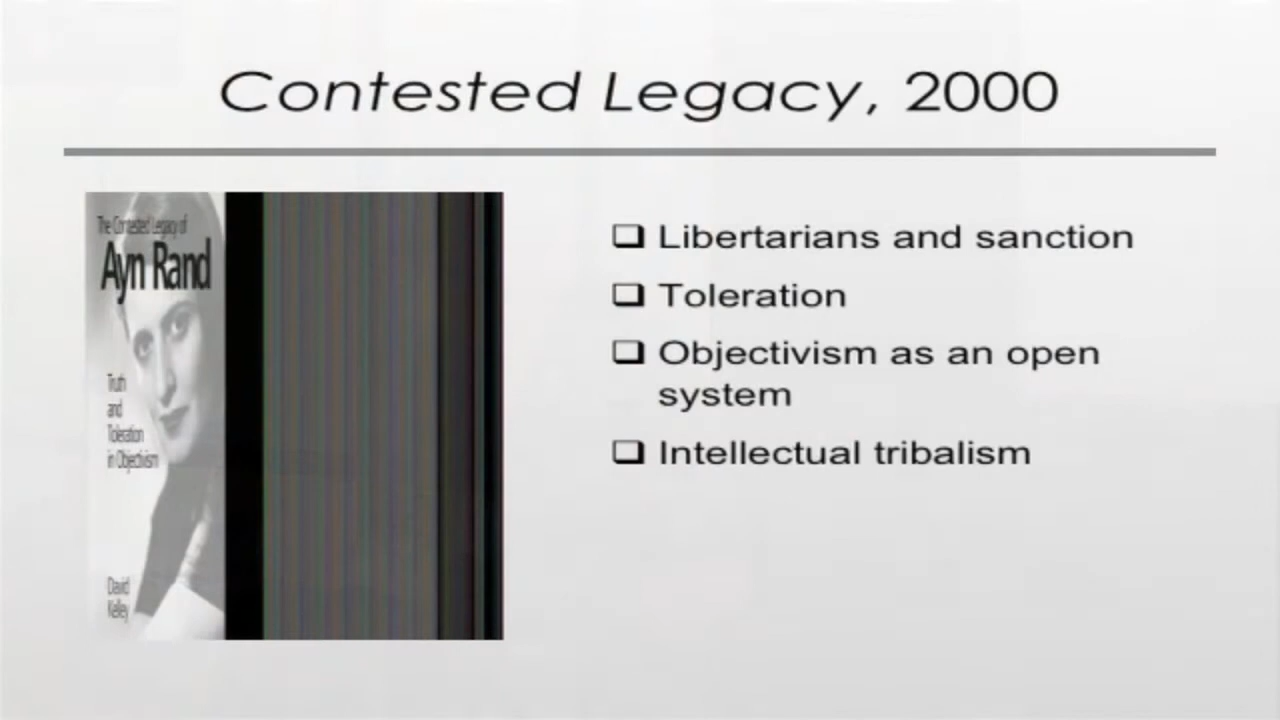 Contested Legacy, 2000
The Contested Legacy of
Ayn Rand
Truth
and
Toleration
in Objectivism
David
Kelley
❑ Libertarians and sanction
❑ Toleration
❑ Objectivism as an open
system
❑ Intellectual tribalism